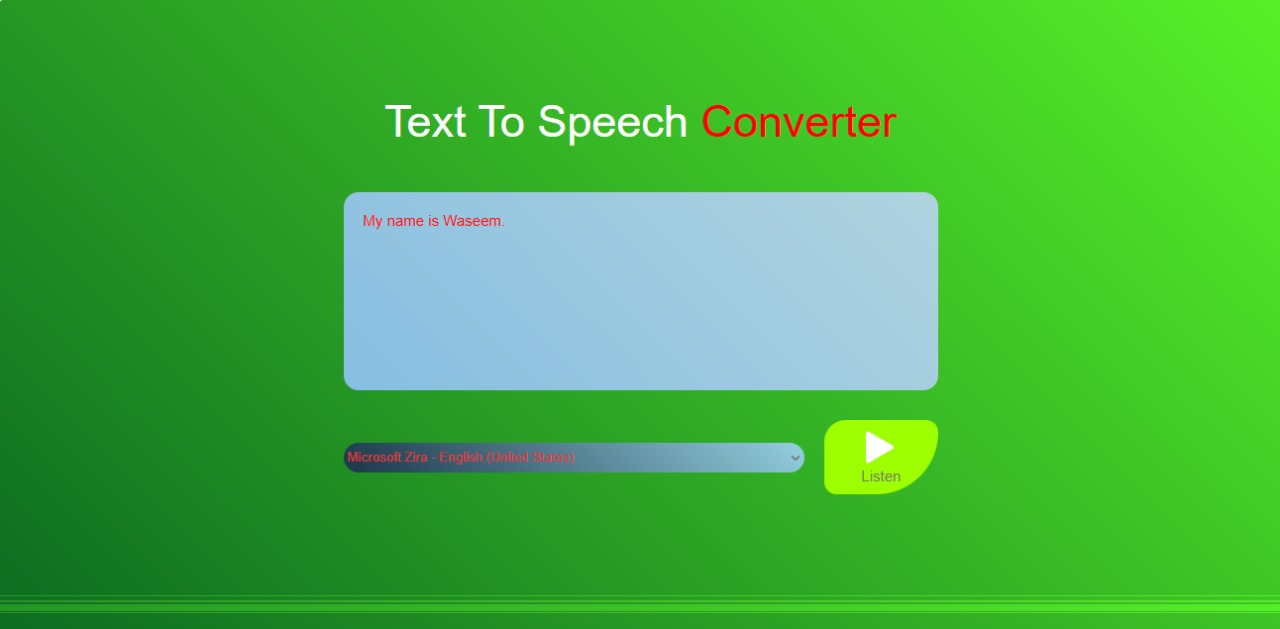 Text To Speech Converter
My name is Waseem.
Microsoft Zira - English (United States)
Listen